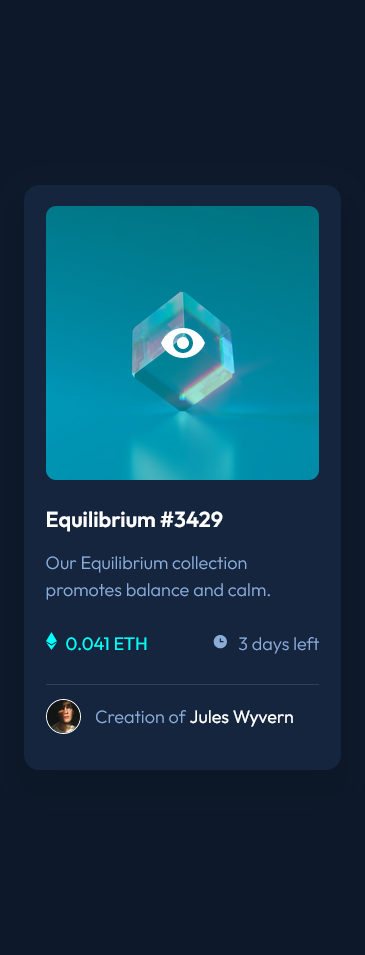 Equilibrium #3429
Our Equilibrium collection
promotes balance and calm.
0.041 ETH
3 days left
Creation of Jules Wyvern